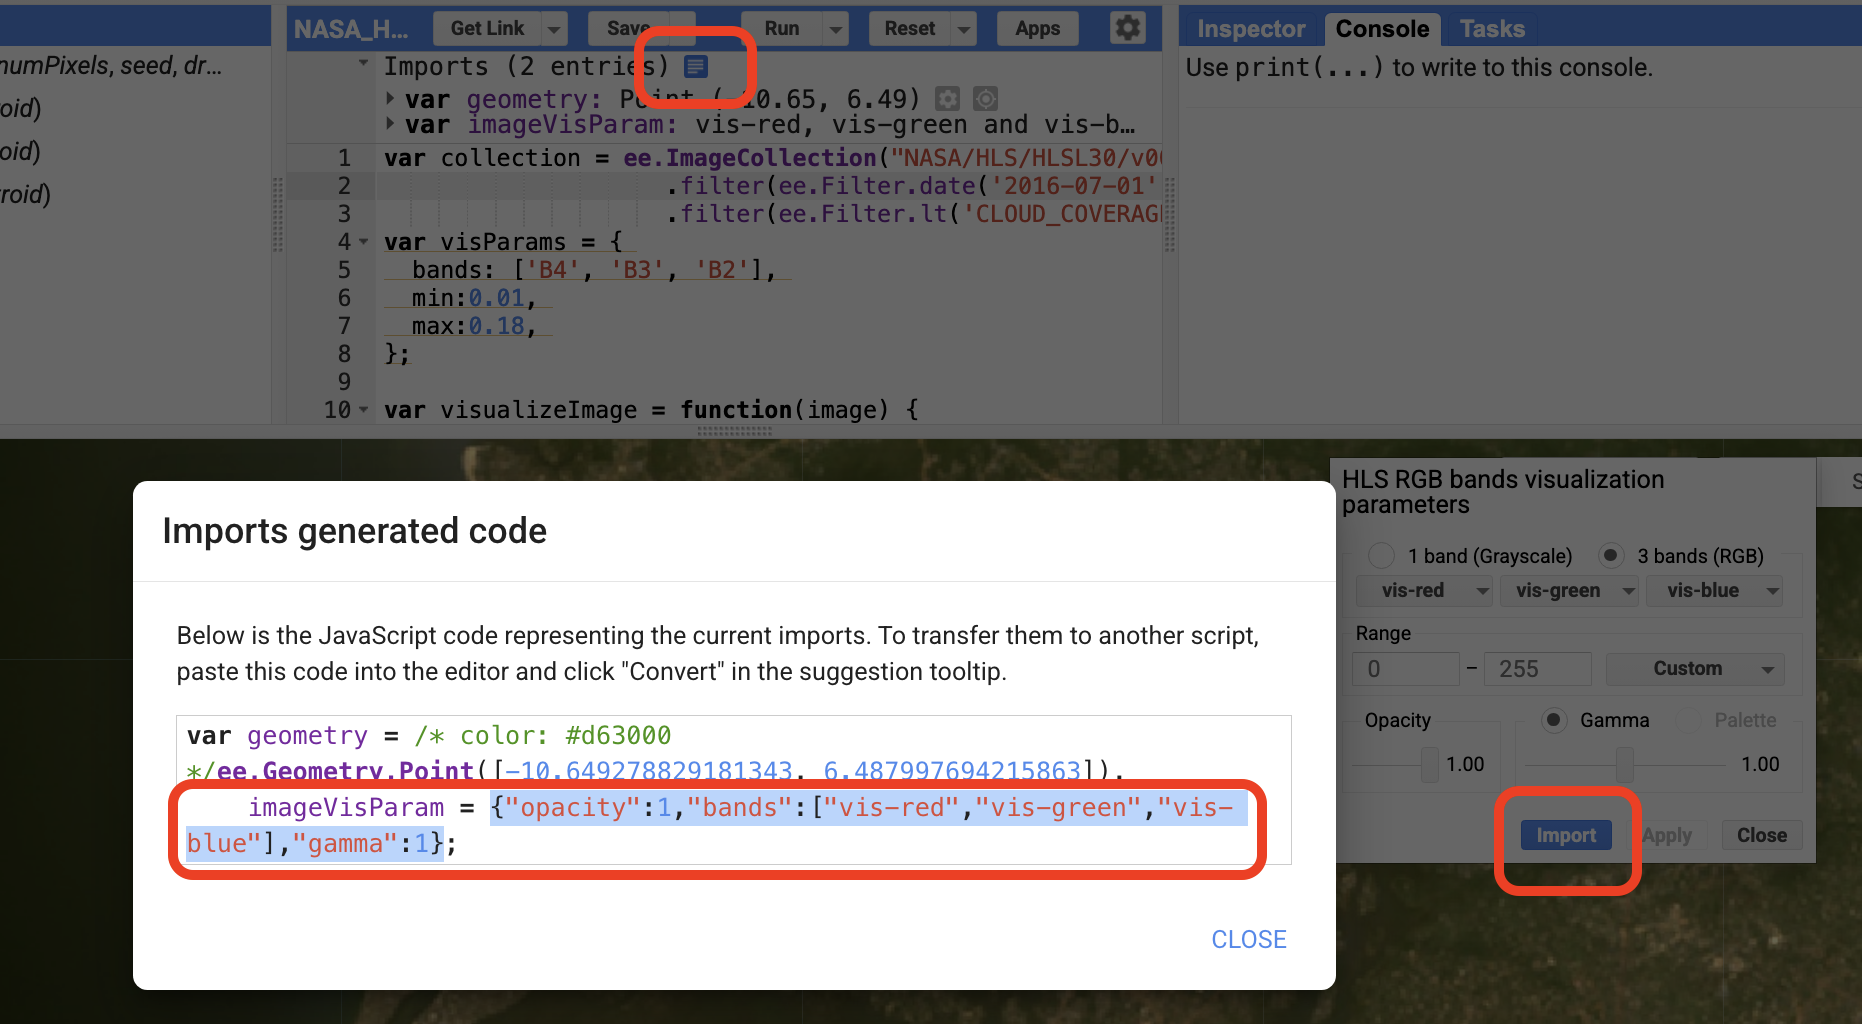 NASA_H...
Get Link
Save
Run
Reset
Apps
Inspector
Console
Tasks
numPixels, seed, dr...
oid)
oid)
roid)
Imports (2 entries)
var geometry: Point (-10.65, 6.49)
var imageVisParam: vis-red, vis-green and vis-b...
Use print(...) to write to this console.
1 var collection = ee.ImageCollection("NASA/HLS/HLSL30/v0
2 .filter(ee.Filter.date('2016-07-01'
3 .filter(ee.Filter.lt('CLOUD_COVERAG
4 var visParams = {
5 bands: ['B4', 'B3', 'B2'],
6 min:0.01,
7 max:0.18,
8 };
9
10 var visualizeImage = function(image) {
Imports generated code
Below is the JavaScript code representing the current imports. To transfer them to another script,
paste this code into the editor and click "Convert" in the suggestion tooltip.
var geometry = /* color: #d63000
*/ee.Geometry.Point([-10.649278829181343, 6.487997694215863]),
imageVisParam = {"opacity":1,"bands":["vis-red","vis-green","vis-
blue"],"gamma":1};
CLOSE
HLS RGB bands visualization
parameters
1 band (Grayscale)
3 bands (RGB)
vis-red
vis-green
vis-blue
Range
0 – 255
Custom
Opacity
Gamma
Palette
1.00
1.00
Import
Apply
Close
S